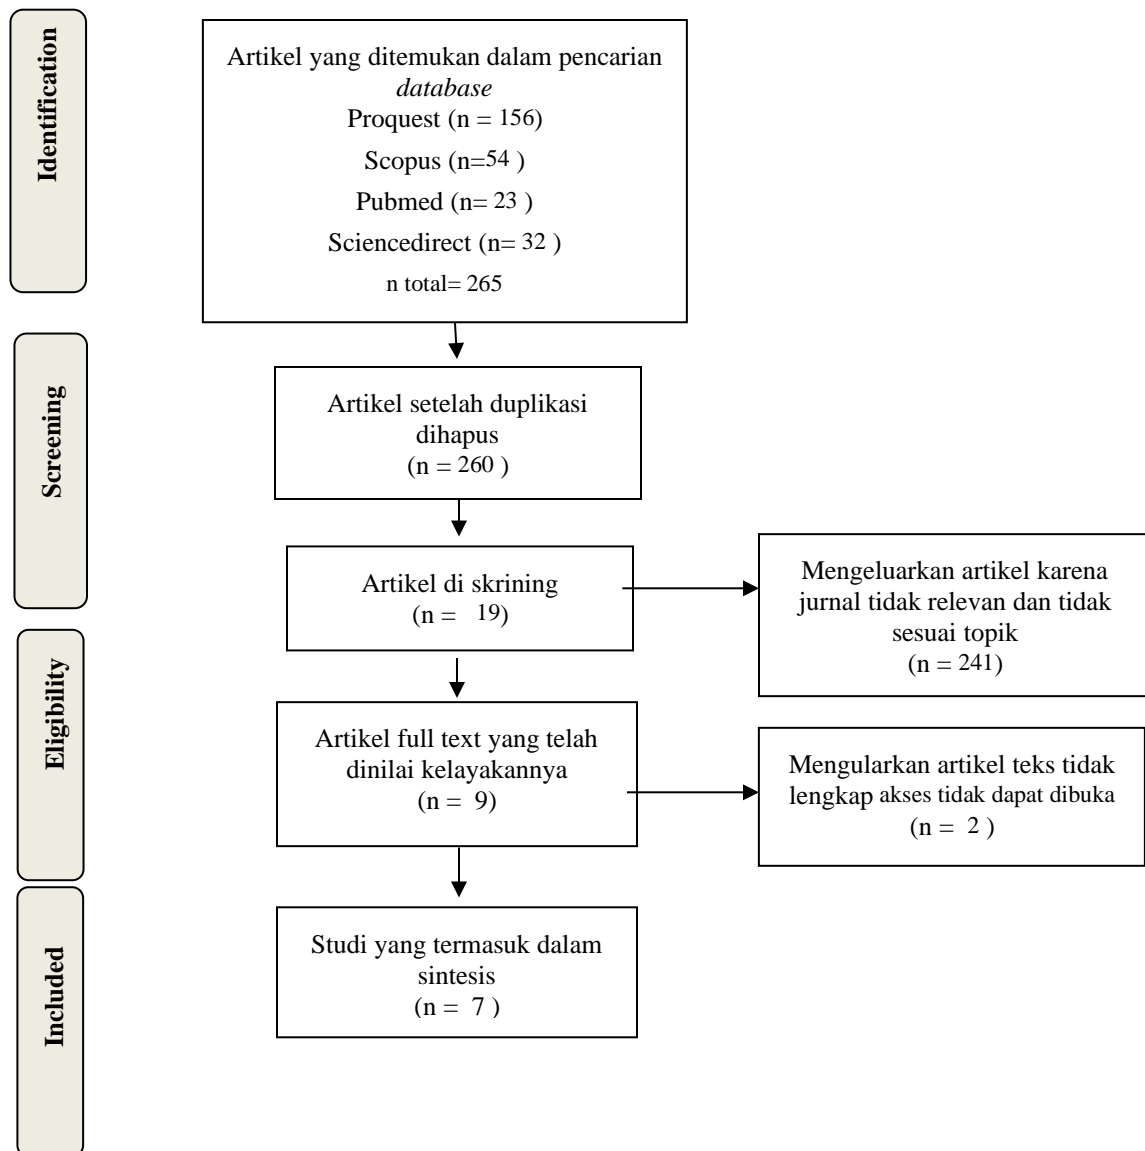 Identification
Artikel yang ditemukan dalam pencarian
database
Proquest (n = 156)
Scopus (n=54 )
Pubmed (n= 23 )
Sciencedirect (n= 32 )
n total= 265
Screening
Artikel setelah duplikasi
dihapus
(n = 260 )
Artikel di skrining
(n = 19)
Mengeluarkan artikel karena
jurnal tidak relevan dan tidak
sesuai topik
(n = 241)
Eligibility
Artikel full text yang telah
dinilai kelayakannya
(n = 9)
Mengularkan artikel teks tidak
lengkap akses tidak dapat dibuka
(n = 2 )
Included
Studi yang termasuk dalam
sintesis
(n = 7 )